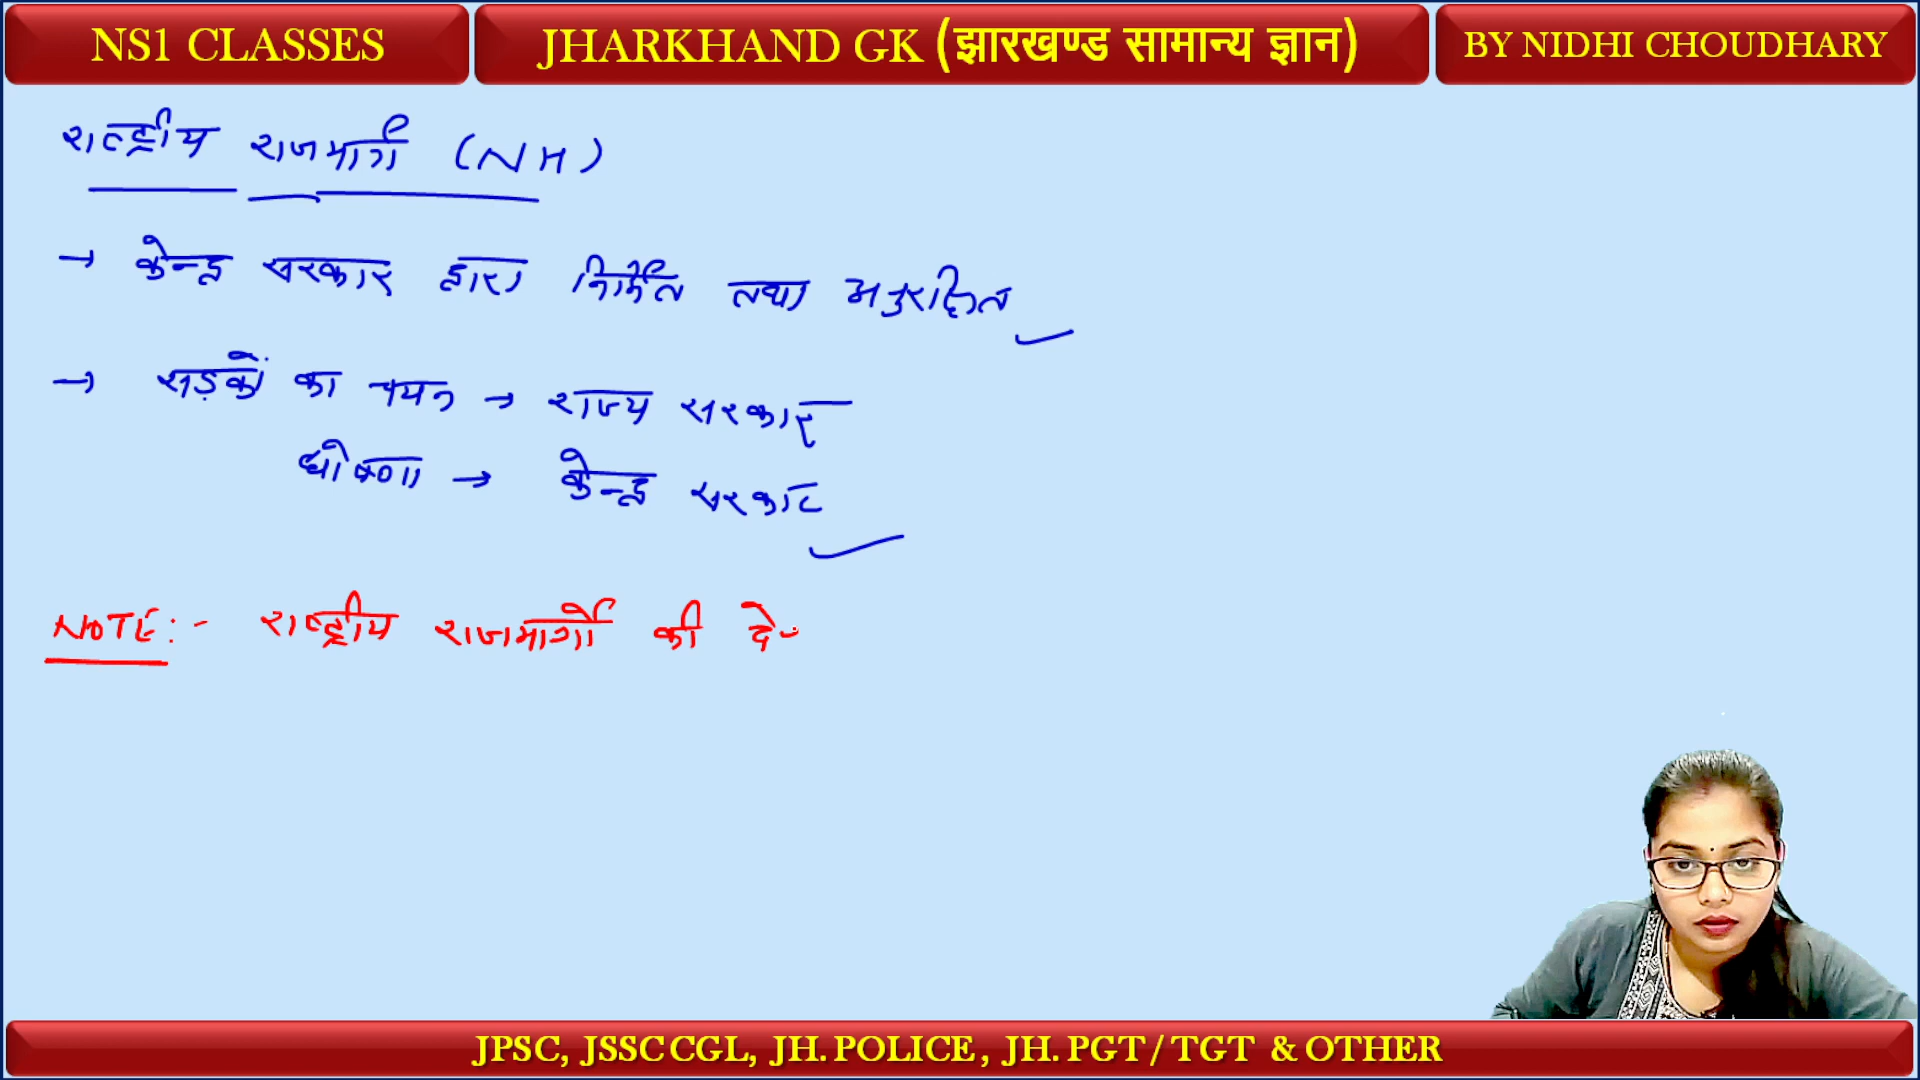 NS1 CLASSES
JHARKHAND GK (झारखण्ड सामान्य ज्ञान)
BY NIDHI CHOUDHARY
राष्ट्रीय राजमार्ग (NH)
→ केन्द्र सरकार द्वारा निर्मित तथा अनुरक्षित
→ सड़कों का चयन → राज्य सरकार
घोषणा → केन्द्र सरकार
NOTE:- राष्ट्रीय राजमार्गों की दे
JPSC, JSSC CGL, JH. POLICE, JH. PGT / TGT & OTHER